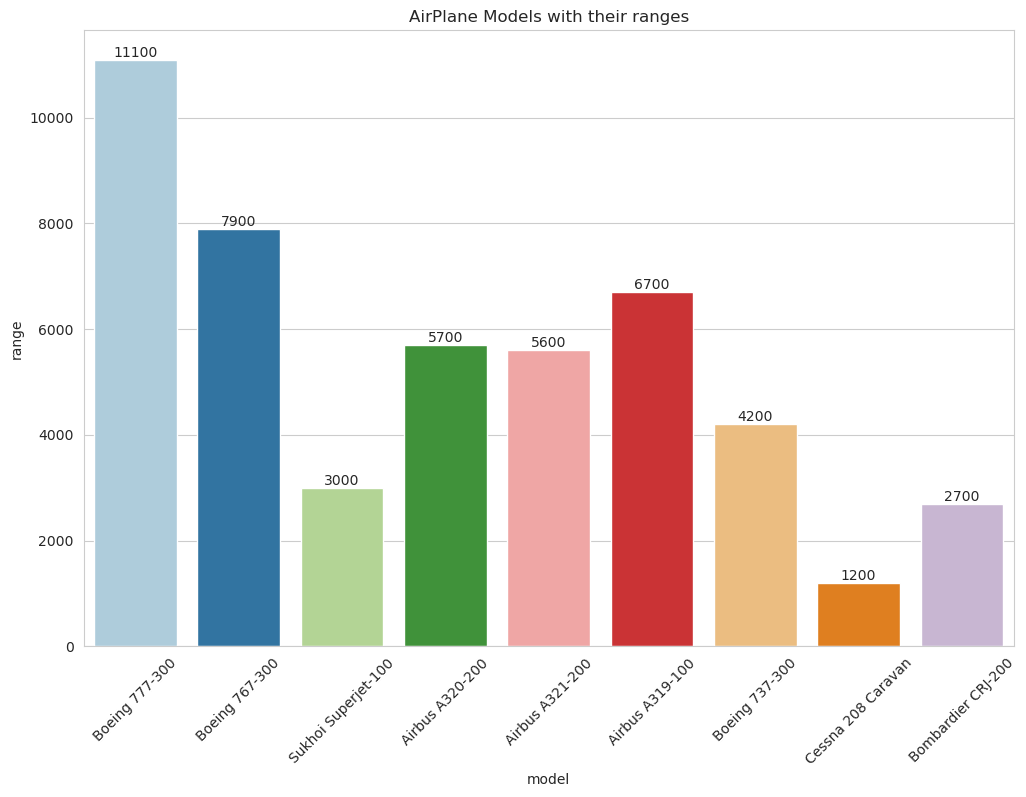 AirPlane Models with their ranges
11100
10000
8000
7900
6700
6000
5700
5600
4200
4000
3000
2700
2000
1200
0
range
Boeing 777-300
Boeing 767-300
Sukhoi Superjet-100
Airbus A320-200
Airbus A321-200
Airbus A319-100
Boeing 737-300
Cessna 208 Caravan
Bombardier CRJ-200
model